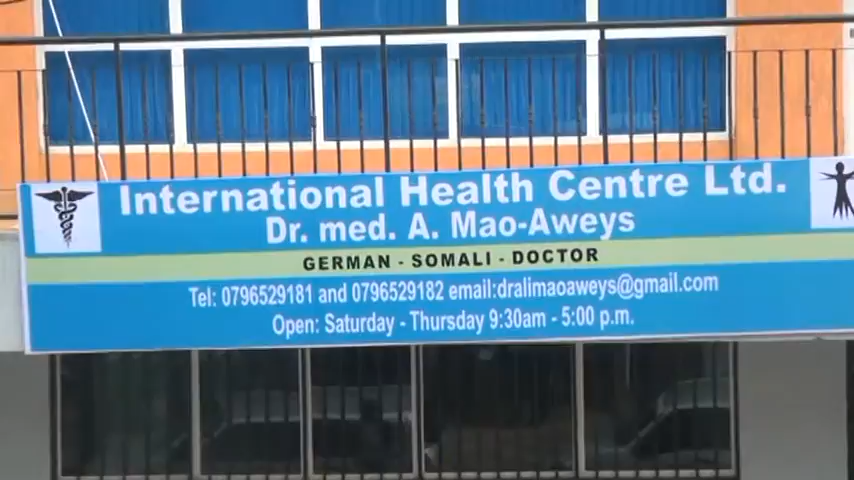 International Health Centre Ltd.
Dr. med. A. Mao-Aweys
GERMAN - SOMALI - DOCTOR
Tel: 0796529181 and 0796529182 email:dralimaoaweys@gmail.com
Open: Saturday - Thursday 9:30am - 5:00 p.m.